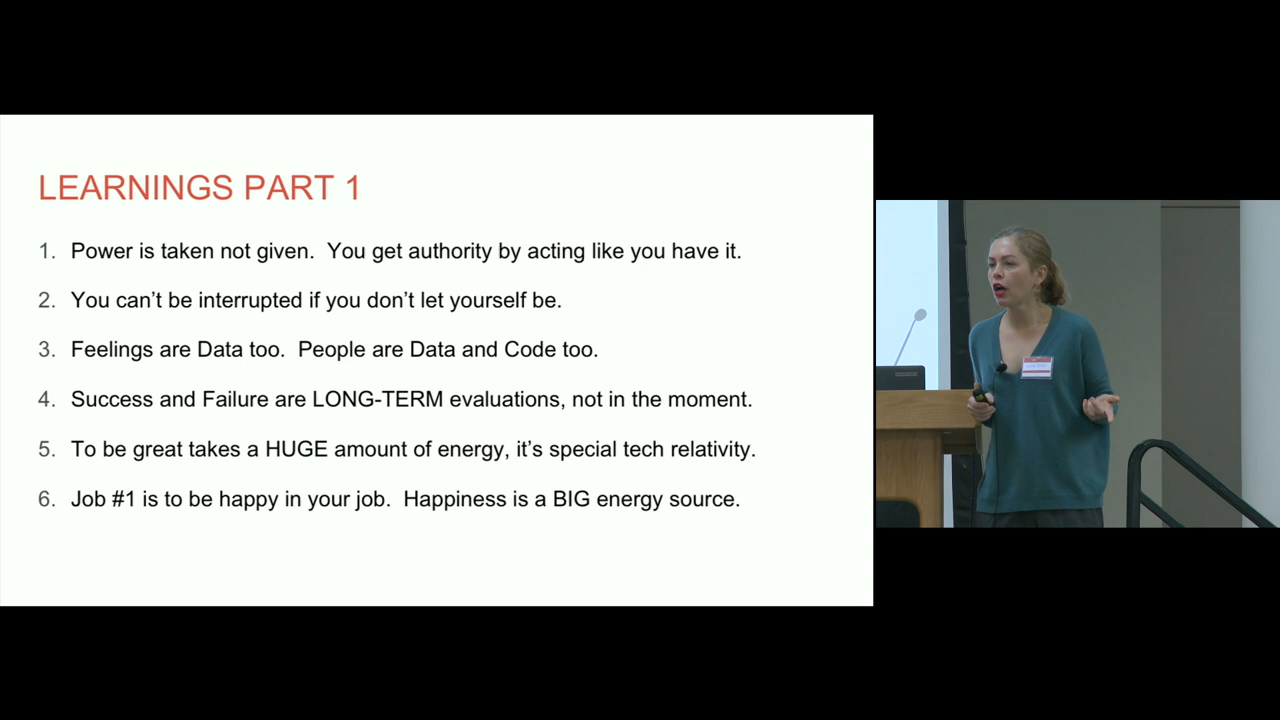 LEARNINGS PART 1
1. Power is taken not given.  You get authority by acting like you have it.
2. You can’t be interrupted if you don’t let yourself be.
3. Feelings are Data too.  People are Data and Code too.
4. Success and Failure are LONG-TERM evaluations, not in the moment.
5. To be great takes a HUGE amount of energy, it’s special tech relativity.
6. Job #1 is to be happy in your job.  Happiness is a BIG energy source.